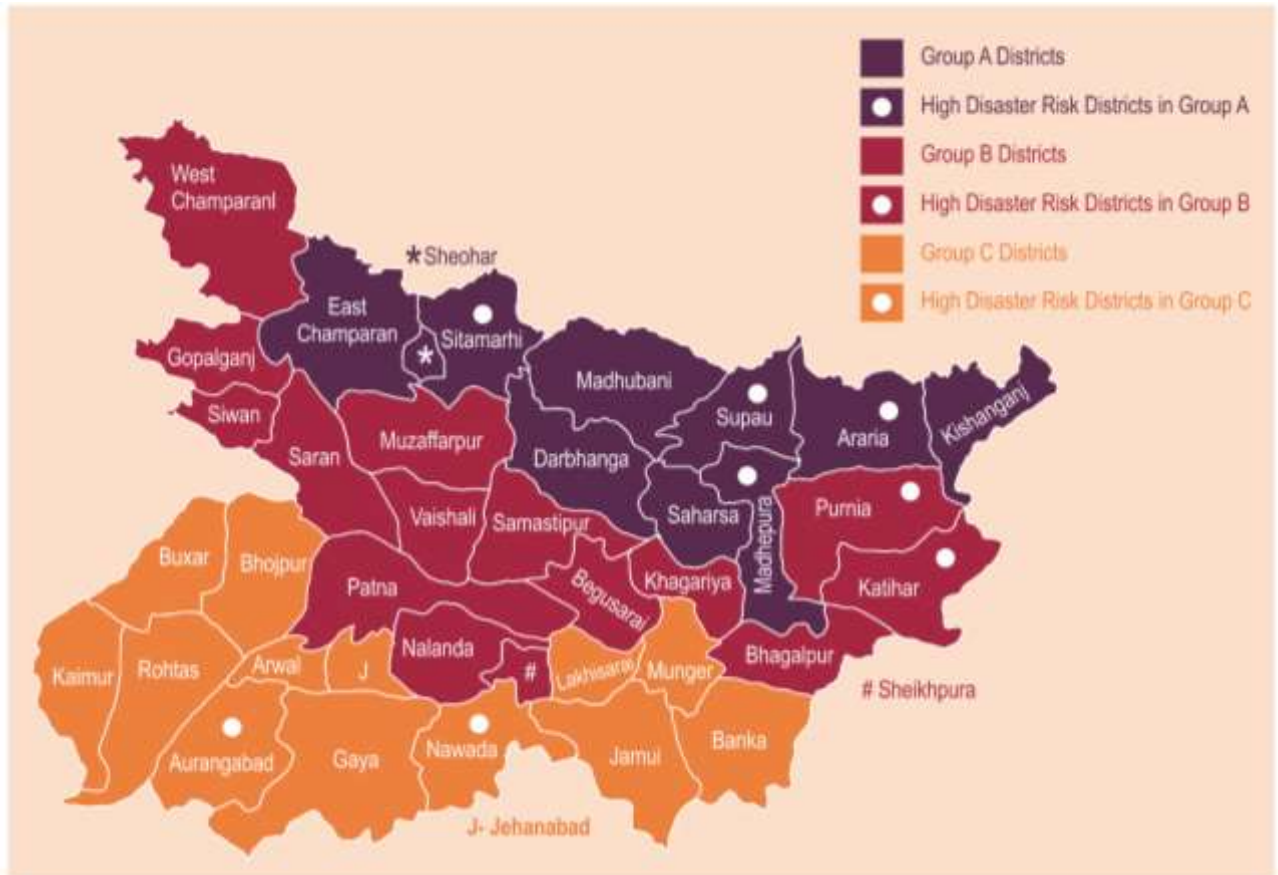 Group A Districts
High Disaster Risk Districts in Group A
Group B Districts
High Disaster Risk Districts in Group B
Group C Districts
High Disaster Risk Districts in Group C
West
Champaranl
*Sheohar
East
Champaran
*
Sitamarhi
Gopalganj
Siwan
Saran
Muzaffarpur
Madhubani
Darbhanga
Supau
Araria
Kishanganj
Saharsa
Madhepura
Purnia
Katihar
Vaishali
Samastipur
Begusarai
Khagariya
Bhagalpur
Buxar
Bhojpur
Patna
Nalanda
#
Lakhisarai
Munger
# Sheikhpura
Kaimur
Rohtas
Arwal
J
Aurangabad
Gaya
Nawada
Jamui
Banka
J- Jehanabad